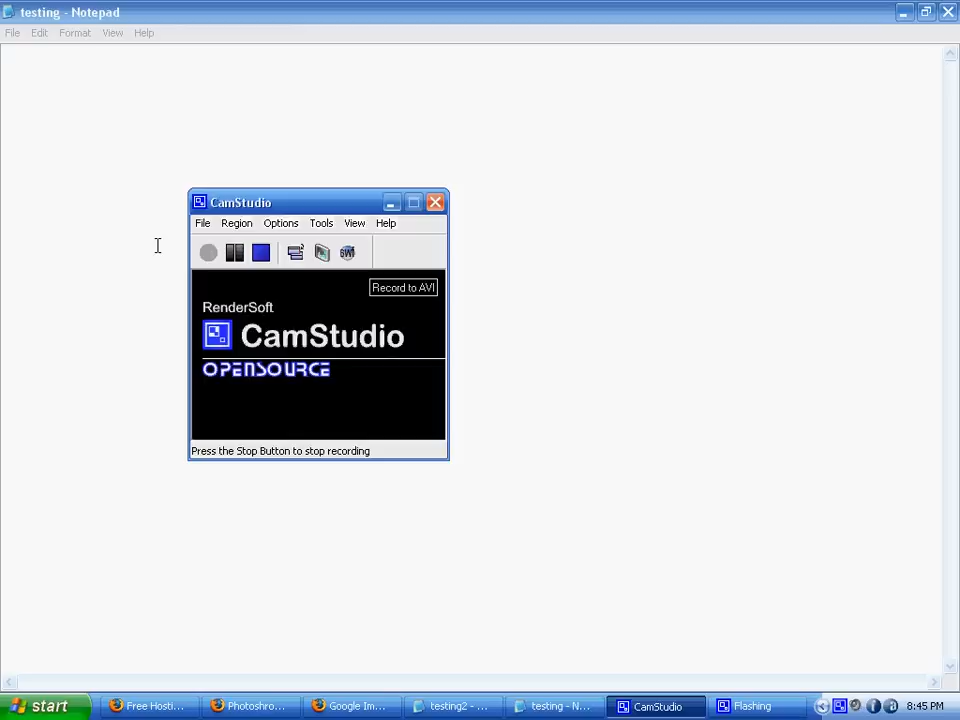 testing - Notepad
File Edit Format View Help
CamStudio
File Region Options Tools View Help
SWF
Record to AVI
RenderSoft
CamStudio
OPENSOURCE
Press the Stop Button to stop recording
start Free Hosti... Photoshro... Google Im... testing2 - ... testing - N... CamStudio Flashing 8:45 PM